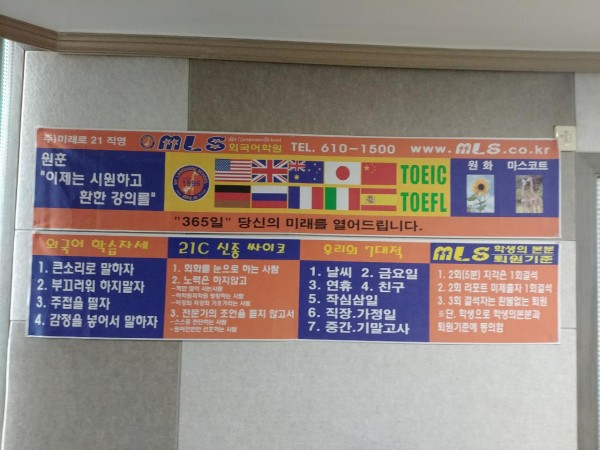 주)미래로 21 직영
MLS 외국어학원 TEL. 610-1500 www.MLS.co.kr
원훈
"이제는 시원하고
환한 강의를"
1996
TOEIC
TOEFL
원화 마스코트
"365일" 당신의 미래를 열어드립니다.
외국어 학습자세
1. 큰소리로 말하자
2. 부끄러워 하지말자
3. 주접을 떨자
4. 감정을 넣어서 말하자
21C 신종 싸이코
1. 회화를 눈으로 하는 사람
2. 노력은 하지않고
3. 전문가의 조언을 듣지 않고서
우리의 7대적
1. 날씨 2. 금요일
3. 연휴 4. 친구
5. 작심삼일
6. 직장.가정일
7. 중간.기말고사
MLS 학생의 본분
퇴원기준
1. 2회(5분) 지각은 1회결석
2. 2회 리포트 미제출자 1회결석
3. 3회 결석자는 환불없는 퇴원
※단. 학생으로 학생의본분과
퇴원기준에 동의함